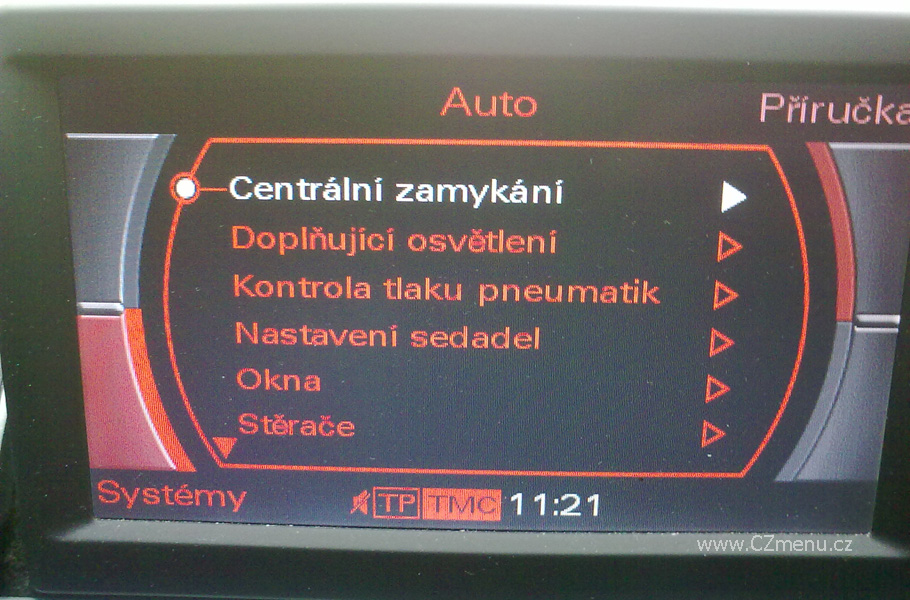 Auto
Příručka
Centrální zamykání
Doplňující osvětlení
Kontrola tlaku pneumatik
Nastavení sedadel
Okna
Stěrače
Systémy
TP TMC 11:21
www.CZmenu.cz